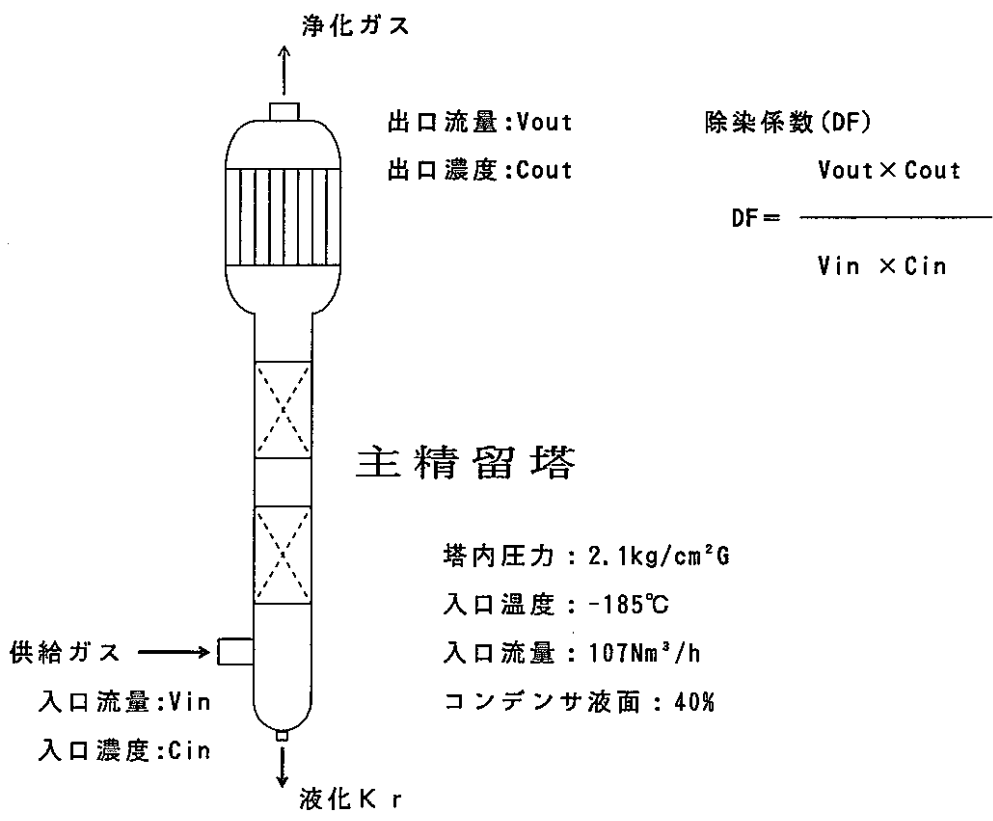 浄化ガス
出口流量:Vout
出口濃度:Cout
除染係数(DF)
Vout×Cout
DF=
Vin ×Cin
主精留塔
塔内圧力：2.1kg/cm²G
入口温度：-185℃
入口流量：107Nm³/h
コンデンサ液面：40%
供給ガス
入口流量:Vin
入口濃度:Cin
液化Kr